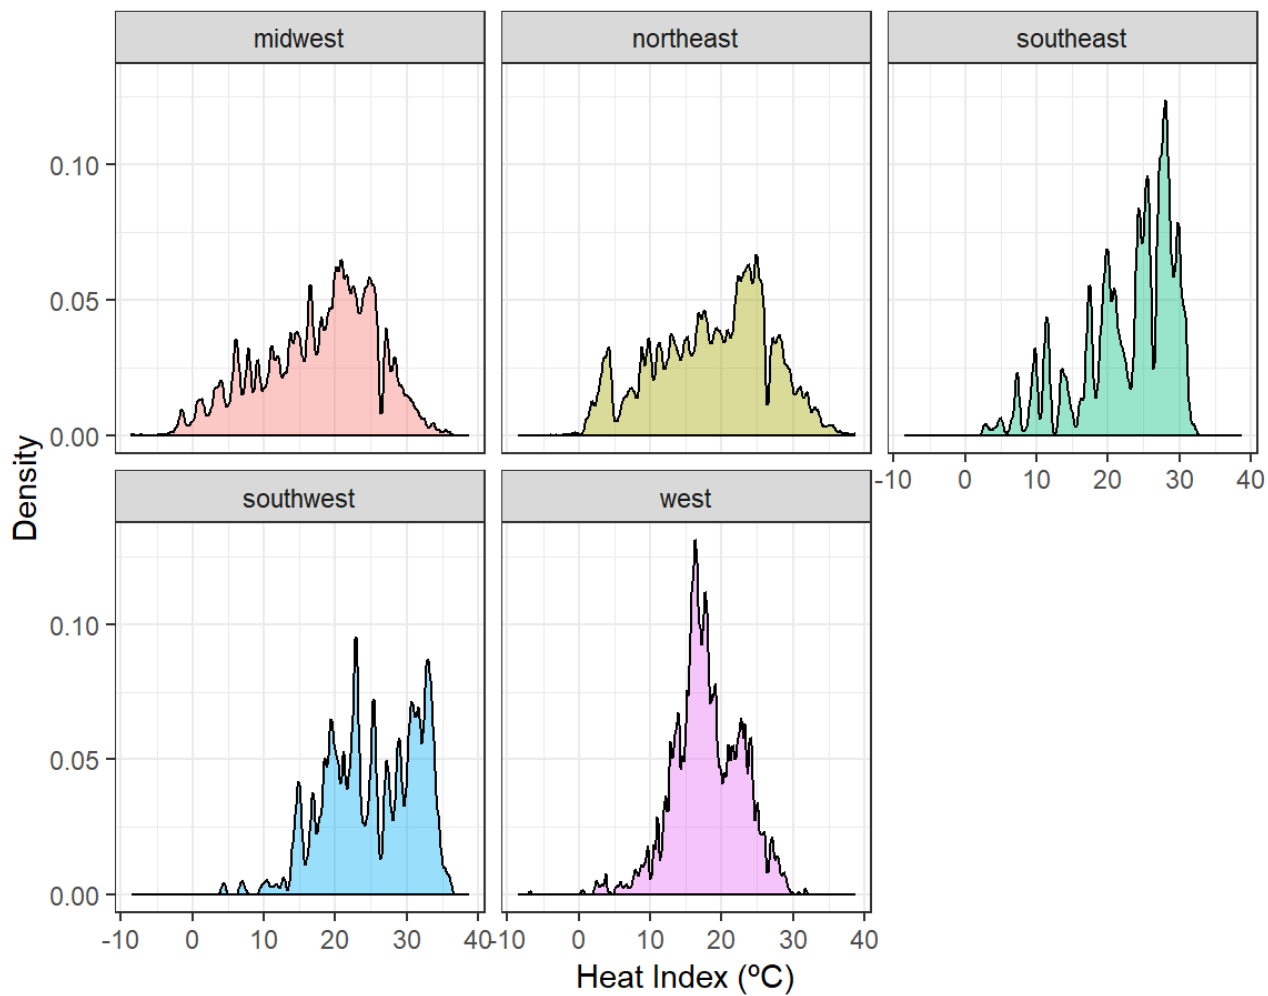 midwest northeast southeast
0.10
0.05
0.00
-10 0 10 20 30 40
southwest west
Density
0.10
0.05
0.00
-10 0 10 20 30 40 -10 0 10 20 30 40
Heat Index (ºC)